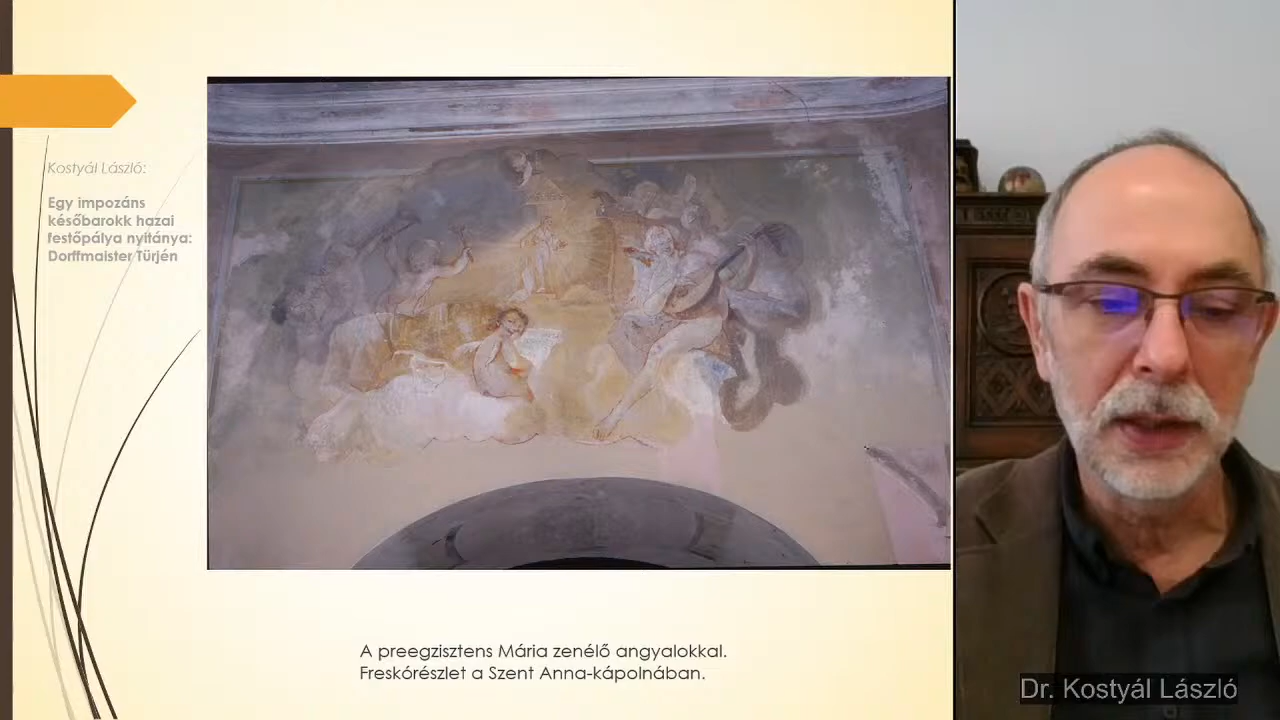 Kostyál László:
Egy impozáns
későbarokk hazai
festőpálya nyitánya:
Dorffmaister Türjén
A preegzisztens Mária zenélő angyalokkal.
Freskórészlet a Szent Anna-kápolnában.
Dr. Kostyál László